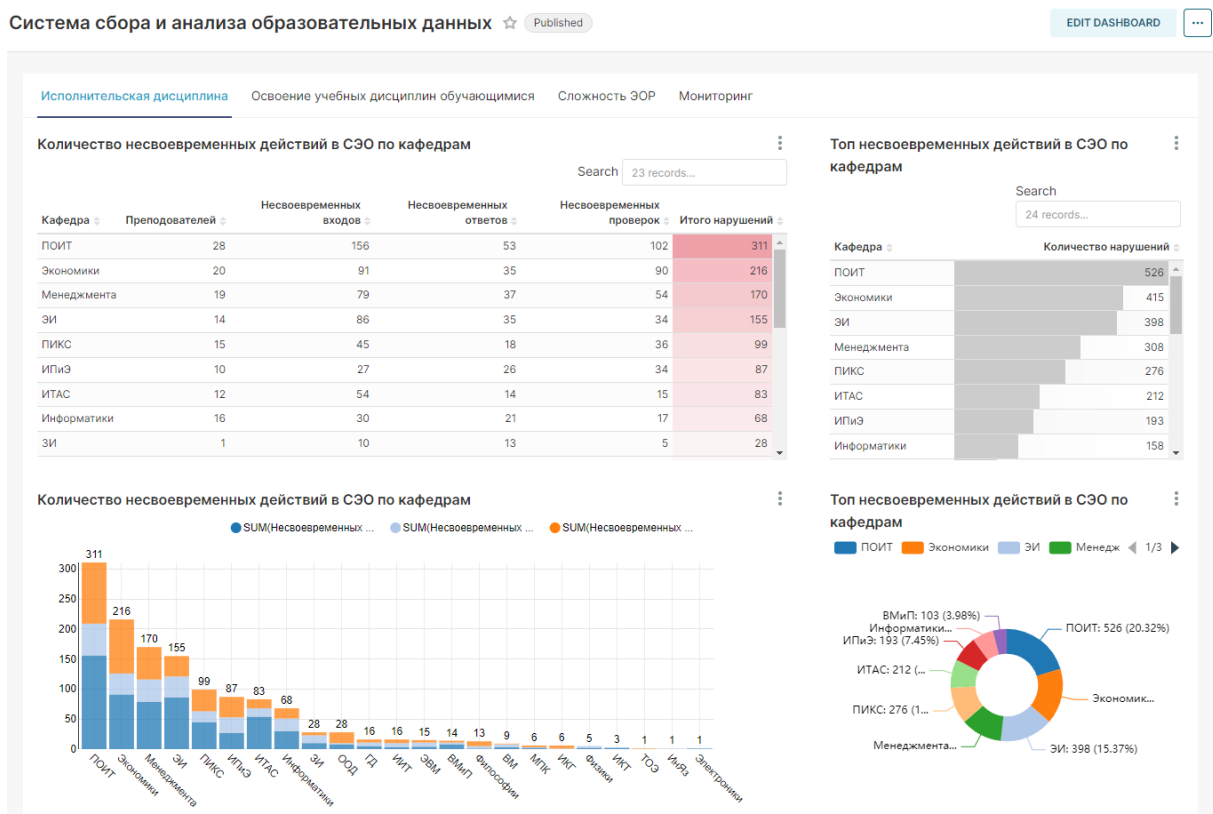 Система сбора и анализа образовательных данных
Published
EDIT DASHBOARD
...
Исполнительская дисциплина Освоение учебных дисциплин обучающимися Сложность ЭОР Мониторинг
Количество несвоевременных действий в СЭО по кафедрам
Search 23 records...
Кафедра Преподавателей Несвоевременных входов Несвоевременных ответов Несвоевременных проверок Итого нарушений
ПОИТ 28 156 53 102 311
Экономики 20 91 35 90 216
Менеджмента 19 79 37 54 170
ЭИ 14 86 35 34 155
ПИКС 15 45 18 36 99
ИПиЭ 10 27 26 34 87
ИТАС 12 54 14 15 83
Информатики 16 30 21 17 68
ЗИ 1 10 13 5 28
Топ несвоевременных действий в СЭО по
кафедрам
Search
24 records...
Кафедра Количество нарушений
ПОИТ 526
Экономики 415
ЭИ 398
Менеджмента 308
ПИКС 276
ИТАС 212
ИПиЭ 193
Информатики 158
Количество несвоевременных действий в СЭО по кафедрам
SUM(Несвоевременных ... SUM(Несвоевременных ... SUM(Несвоевременных ...
300
250
200
150
100
50
0
311 216 170 155 99 87 83 68 28 28 16 16 15 14 13 9 6 6 5 3 1 1 1
ПОИТ Экономики Менеджмента ЭИ ПИКС ИПиЭ ИТАС Информатики ЗИ ООД ГД ИИТ ЭВМ ВМиП Философии ВМ МПК ИКГ Физики ИКТ ТОЭ ИнЯз Электроники
Топ несвоевременных действий в СЭО по
кафедрам
ПОИТ Экономики ЭИ Менедж 1/3
ВМиП: 103 (3.98%)
Информатики...
ИПиЭ: 193 (7.45%)
ИТАС: 212 (...
ПИКС: 276 (1...
Менеджмента...
ПОИТ: 526 (20.32%)
Экономик...
ЭИ: 398 (15.37%)